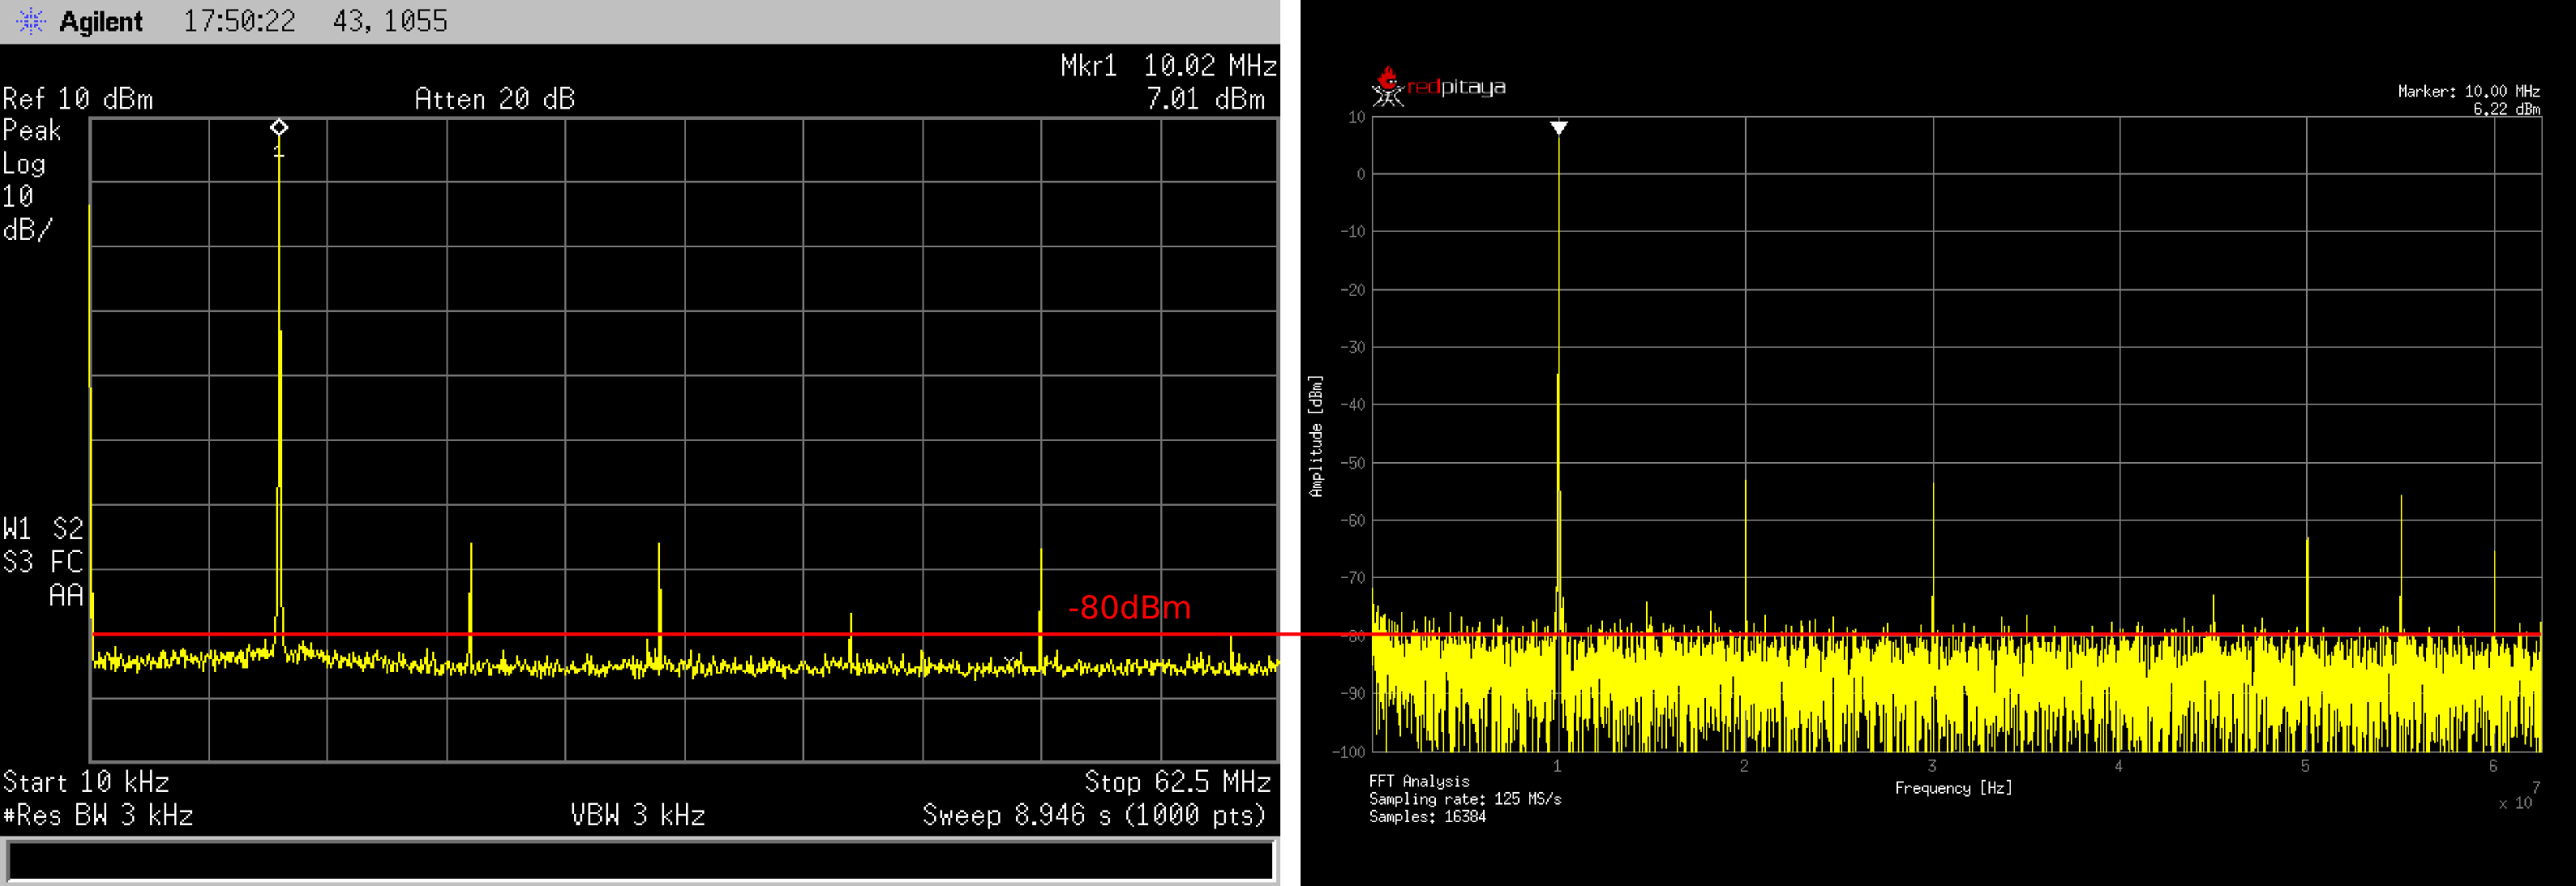 Agilent 17:50:22 43, 1055
Mkr1 10.02 MHz
Ref 10 dBm Atten 20 dB 7.01 dBm
Peak
Log
10
dB/
1
W1 S2
S3 FC
AA
-80dBm
Start 10 kHz Stop 62.5 MHz
#Res BW 3 kHz VBW 3 kHz Sweep 8.946 s (1000 pts)
redpitaya
Marker: 10.00 MHz
6.22 dBm
10
0
-10
-20
-30
-40
-50
-60
-70
-80
-90
-100
Amplitude [dBm]
1 2 3 4 5 6
Frequency [Hz]
x 10^7
FFT Analysis
Sampling rate: 125 MS/s
Samples: 16384